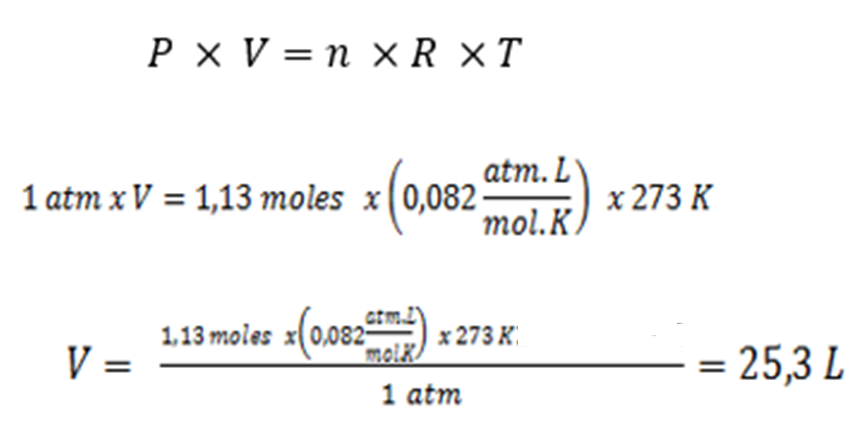 P × V = n × R × T
1 atm x V = 1,13 moles x (0,082 atm.L/mol.K) x 273 K
V = 1,13 moles x (0,082 atm.L/mol.K) x 273 K / 1 atm = 25,3 L